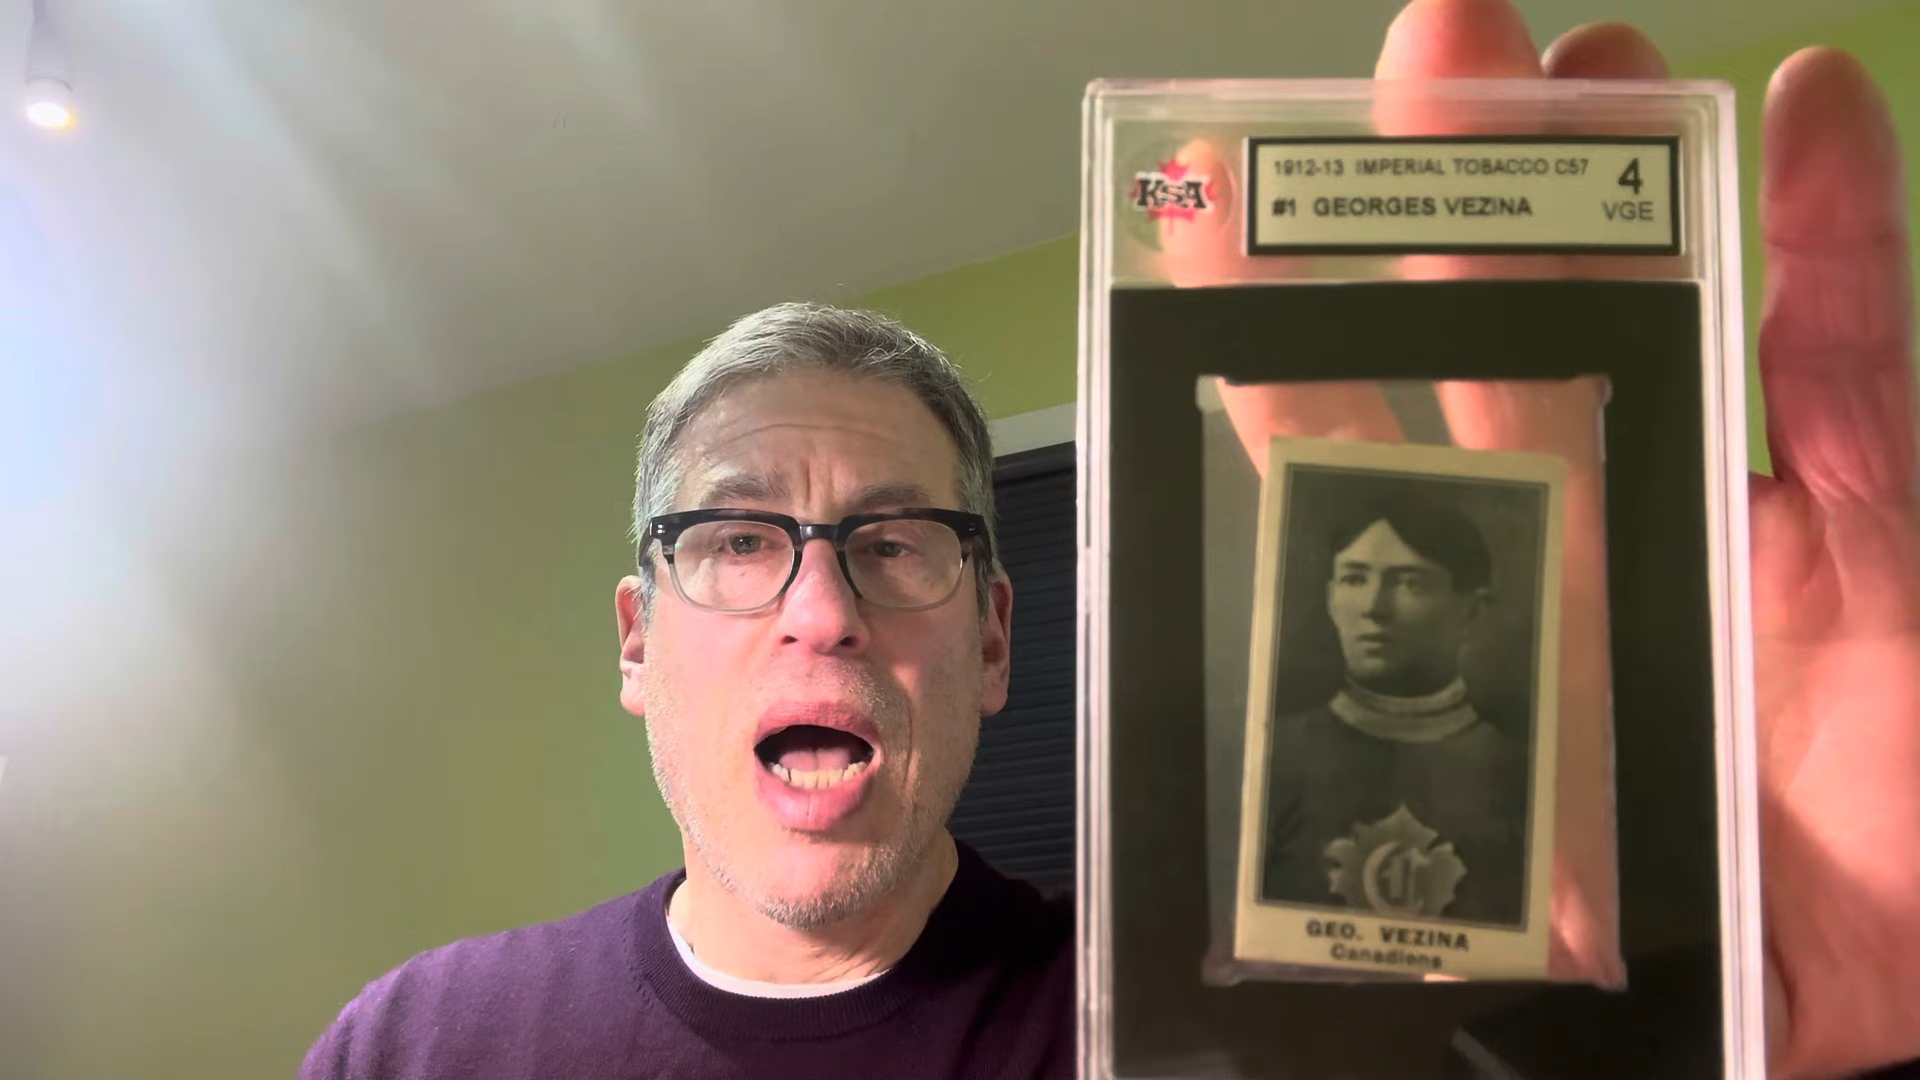 KSA
1912-13 IMPERIAL TOBACCO C57
4
#1 GEORGES VEZINA
VGE
C
GEO. VEZINA
Canadiens